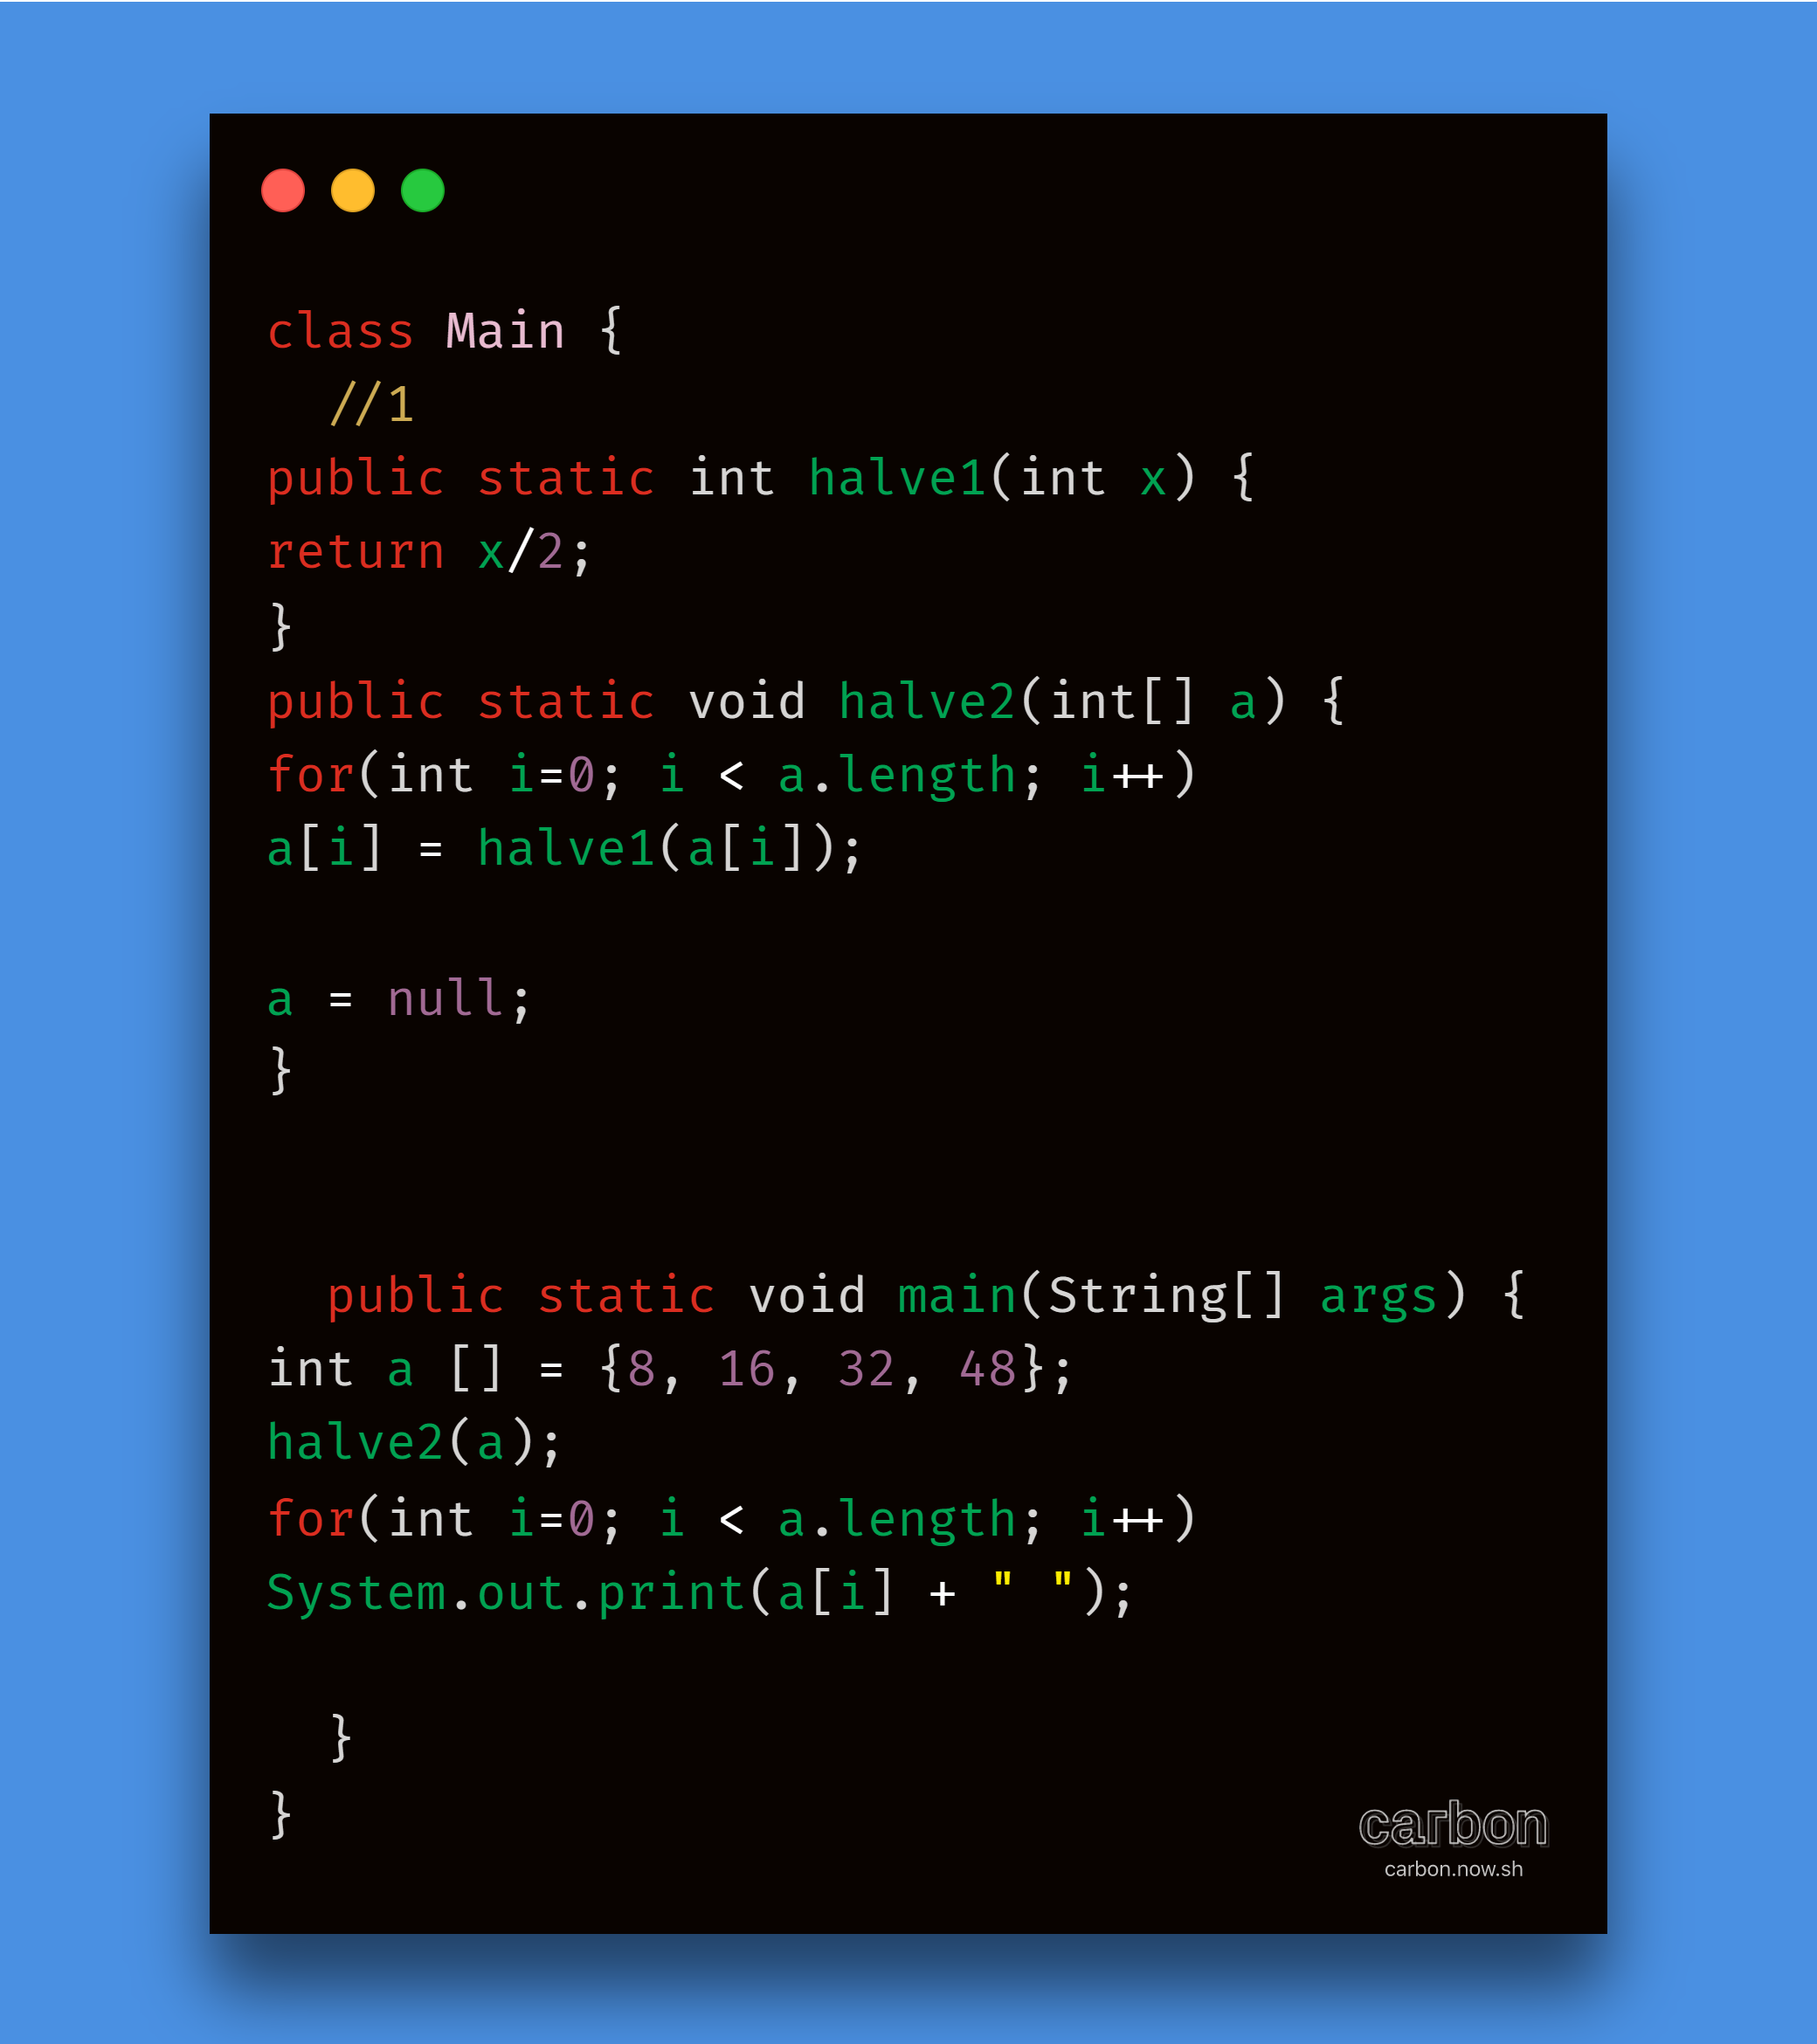 class Main {
  //1
public static int halve1(int x) {
return x/2;
}
public static void halve2(int[] a) {
for(int i=0; i < a.length; i++)
a[i] = halve1(a[i]);

a = null;
}

  public static void main(String[] args) {
int a [] = {8, 16, 32, 48};
halve2(a);
for(int i=0; i < a.length; i++)
System.out.print(a[i] + " ");

  }
}
carbon
carbon.now.sh